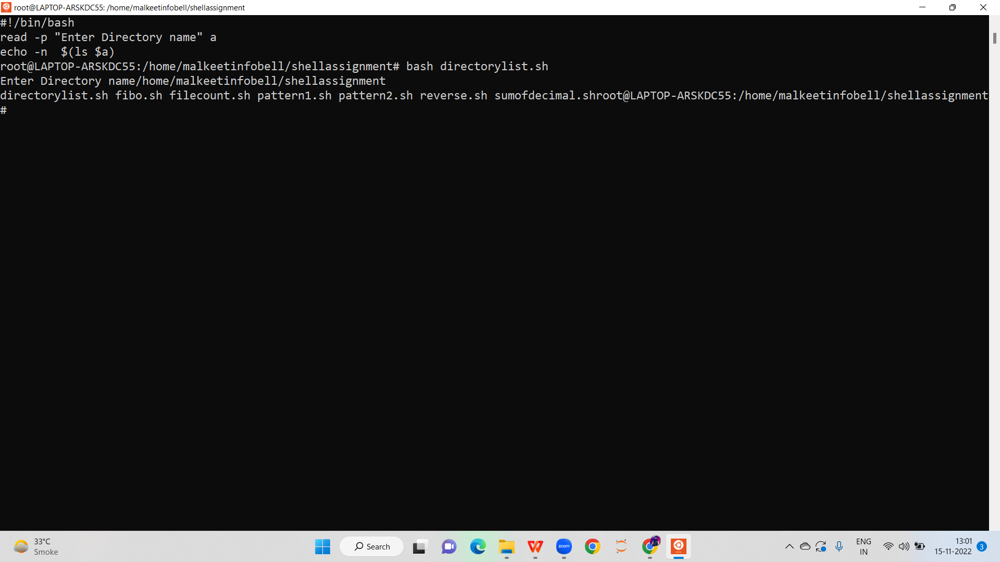 root@LAPTOP-ARSKDC55: /home/malkeetinfobell/shellassignment
#!/bin/bash
read -p "Enter Directory name" a
echo -n  $(ls $a)
root@LAPTOP-ARSKDC55:/home/malkeetinfobell/shellassignment# bash directorylist.sh
Enter Directory name/home/malkeetinfobell/shellassignment
directorylist.sh fibo.sh filecount.sh pattern1.sh pattern2.sh reverse.sh sumofdecimal.shroot@LAPTOP-ARSKDC55:/home/malkeetinfobell/shellassignment
#
33°C
Smoke
Search
zoom
ENG
IN
13:01
15-11-2022
3